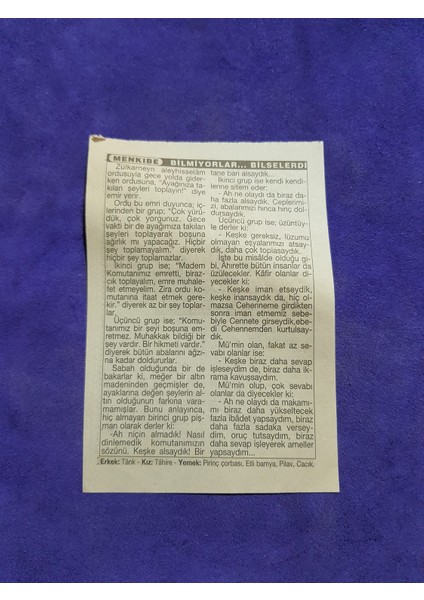 MENKIBE BİLMİYORLAR... BİLSELERDİ
Zülkarneyn aleyhisselâm
ordusuyla gece yolda gider-
ken ordusuna, "Ayağınıza ta-
kılan şeyleri toplayın!" diye
emir verir.
Ordu bu emri duyunca; iç-
lerinden bir grup; "Çok yürü-
dük, çok yorgunuz. Gece
vakti bir de ayağımıza takılan
şeyleri toplayarak boşuna
ağırlık mı yapacağız. Hiçbir
şey toplamayalım." diyerek
hiçbir şey toplamazlar.
İkinci grup ise; "Madem
Komutanımız emretti, biraz-
cık toplayalım, emre muhale-
fet etmeyelim. Zira ordu ko-
mutanına itaat etmek gere-
kir." diyerek az bir şey toplar-
lar.
Üçüncü grup ise; "Komu-
tanımız bir şeyi boşuna em-
retmez. Muhakkak bildiği bir
şey vardır. Bir hikmeti vardır."
diyerek bütün abalarını ağzı-
na kadar doldururlar.
Sabah olduğunda bir de
bakarlar ki, meğer bir altın
madeninden geçmişler de,
ayaklarına değen şeylerin al-
tın olduğunun farkına vara-
mamışlar. Bunu anlayınca,
hiç almayan birinci grup piş-
man olarak derler ki:
-Ah niçin almadık! Nasıl
dinlemedik komutanımızın
sözünü. Keşke alsaydık! Bir
tane bari alsaydık...
İkinci grup ise kendi kendi-
lerine sitem eder:
- Ah ne olaydı da biraz da-
ha fazla alsaydık. Ceplerimi-
zi, abalarımızı hınca hınç dol-
dursaydık.
Üçüncü grup ise; üzüntüy-
le derler ki:
- Keşke gereksiz, lüzumu
olmayan eşyalarımızı atsay-
dık, daha çok toplasaydık.
İşte bu misâlde olduğu gi-
bi, Âhırette bütün insanlar da
üzülecekler. Kâfir olanlar di-
yecekler ki:
- Keşke iman etseydik,
keşke inansaydık da, hiç ol-
mazsa Cehenneme girdikten
sonra iman etmemiz sebe-
biyle Cennete girseydik,ebe-
di Cehennemden kurtulsay-
dık.
Mü'min olan, fakat az se-
vabı olanlar ise:
- Keşke biraz daha sevap
işleseydim de, biraz daha ik-
rama kavuşsaydım.
Mü'min olup, çok sevabı
olanlar da diyecekler ki:
- Ah ne olaydı da makamı-
mı biraz daha yükseltecek
fazla ibâdet yapsaydım, biraz
daha fazla sadaka versey-
dim, oruç tutsaydım, biraz
daha sevap işleyerek ameller
yapsaydım...
Erkek: Târık - Kız: Tâhire - Yemek: Pirinç çorbası, Etli bamya, Pilav, Cacık.